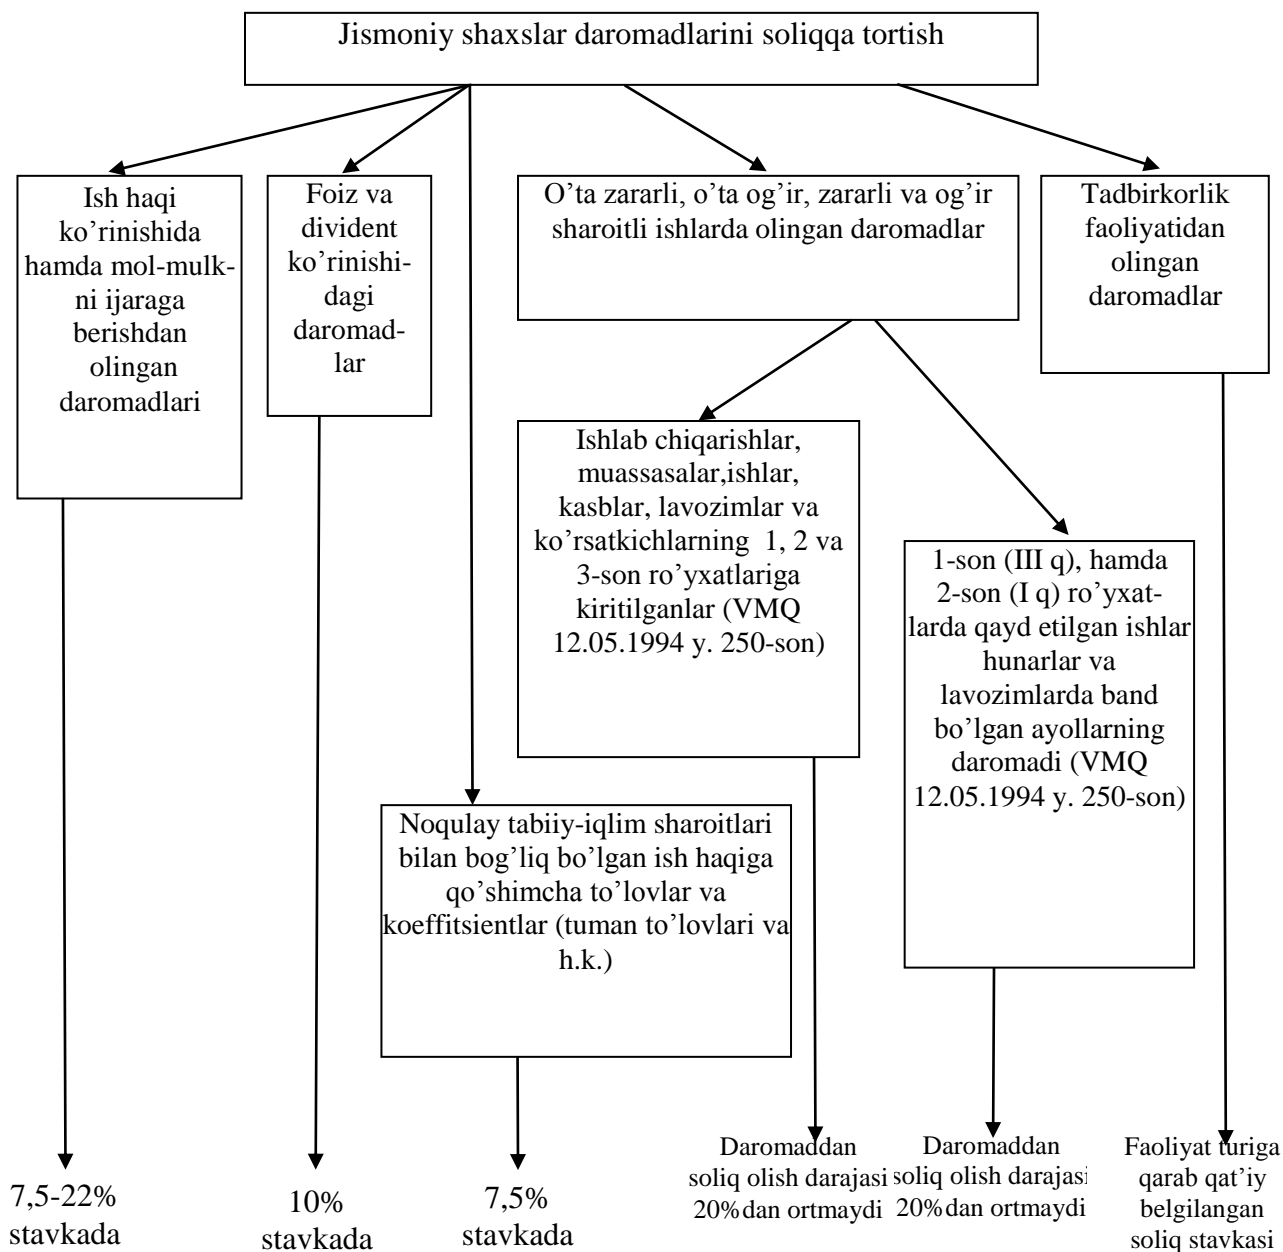 Jismoniy shaxslar daromadlarini soliqqa tortish
Ish haqi
ko’rinishida
hamda mol-mulk-
ni ijaraga
berishdan
olingan
daromadlari
Foiz va
divident
ko’rinishi-
dagi
daromad-
lar
O’ta zararli, o’ta og’ir, zararli va og’ir
sharoitli ishlarda olingan daromadlar
Tadbirkorlik
faoliyatidan
olingan
daromadlar
Ishlab chiqarishlar,
muassasalar,ishlar,
kasblar, lavozimlar va
ko’rsatkichlarning 1, 2 va
3-son ro’yxatlariga
kiritilganlar (VMQ
12.05.1994 y. 250-son)
1-son (III q), hamda
2-son (I q) ro’yxat-
larda qayd etilgan ishlar
hunarlar va
lavozimlarda band
bo’lgan ayollarning
daromadi (VMQ
12.05.1994 y. 250-son)
Noqulay tabiiy-iqlim sharoitlari
bilan bog’liq bo’lgan ish haqiga
qo’shimcha to’lovlar va
koeffitsientlar (tuman to’lovlari va
h.k.)
7,5-22%
stavkada
10%
stavkada
7,5%
stavkada
Daromaddan
soliq olish darajasi
20%dan ortmaydi
Daromaddan
soliq olish darajasi
20%dan ortmaydi
Faoliyat turiga
qarab qat’iy
belgilangan
soliq stavkasi